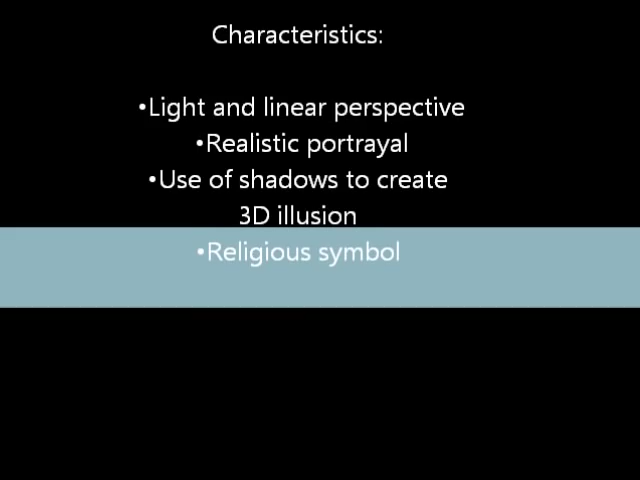 Characteristics:
•Light and linear perspective
•Realistic portrayal
•Use of shadows to create
3D illusion
•Religious symbol